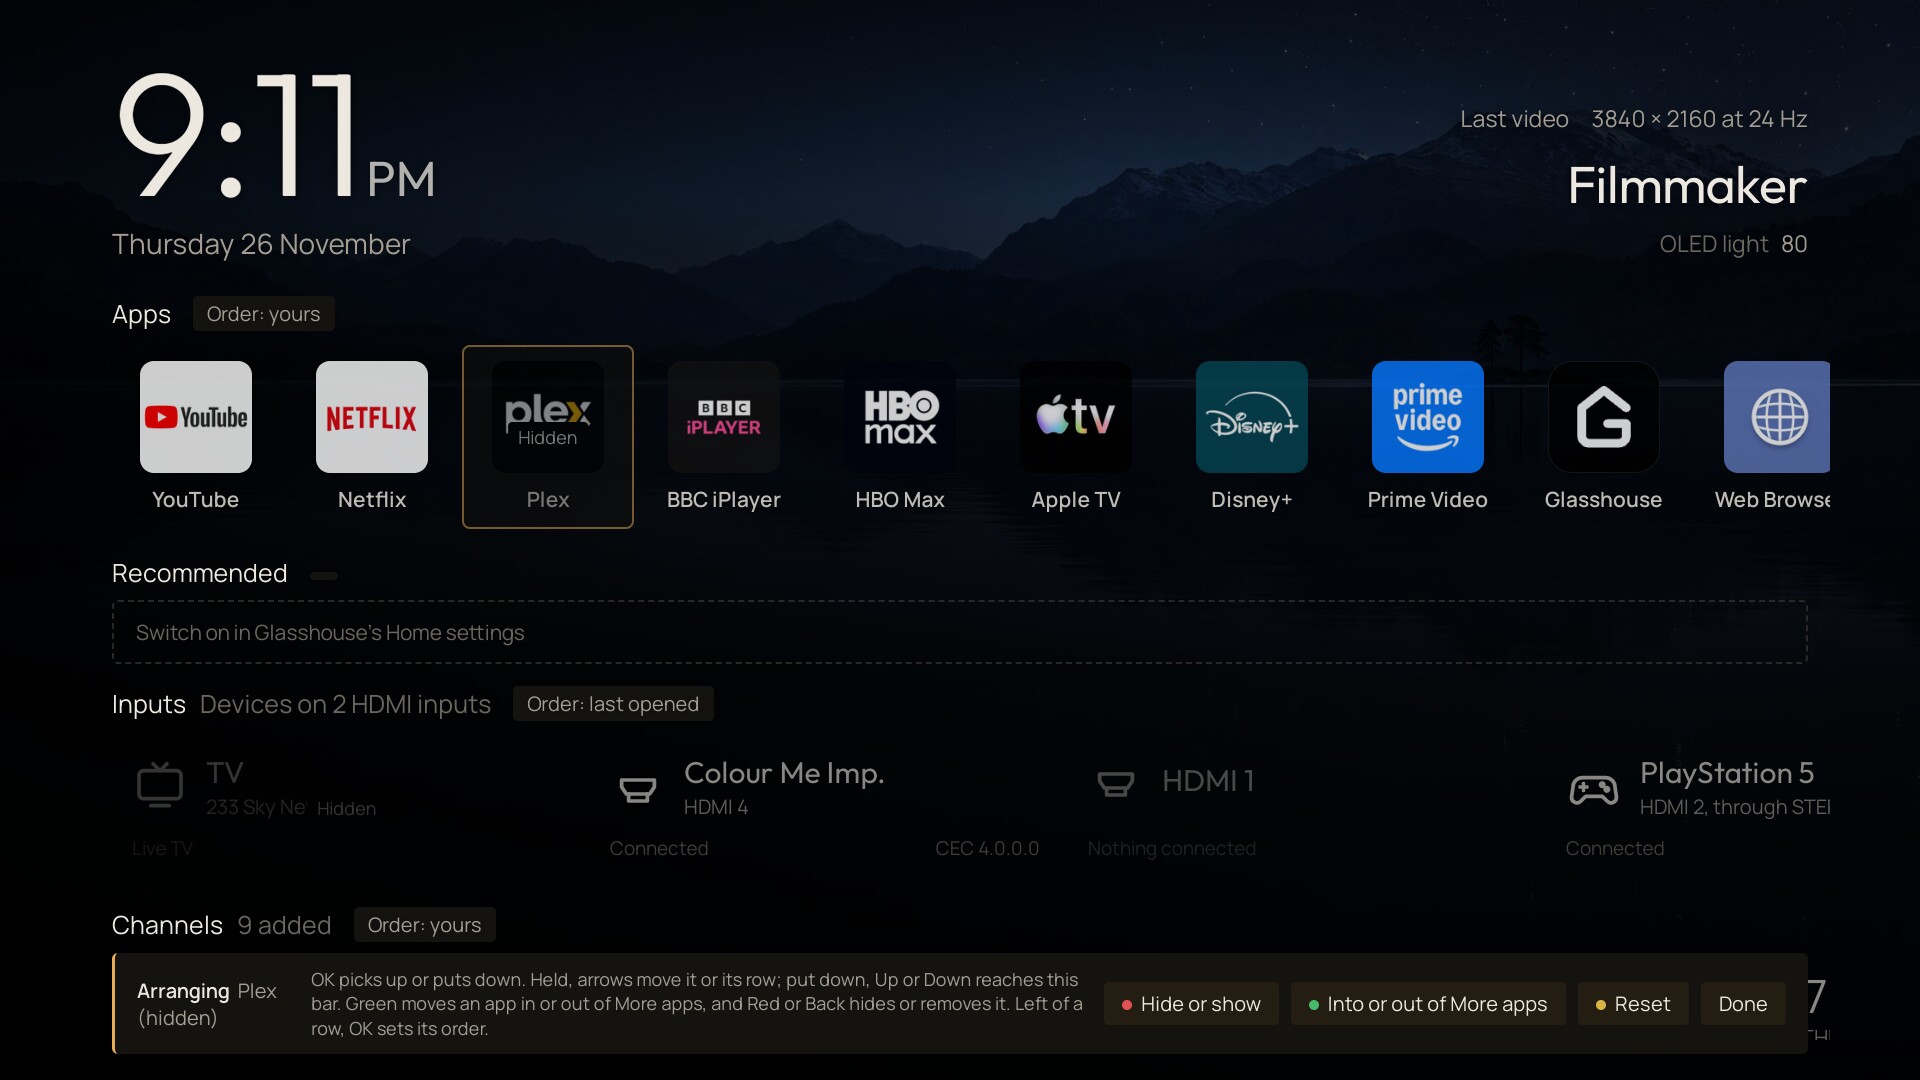 9:11 PM
Thursday 26 November
Last video 3840 × 2160 at 24 Hz
Filmmaker
OLED light 80
Apps Order: yours
YouTube
NETFLIX
plex
Hidden
BBC
iPLAYER
HBO
max
tv
Disney+
prime
video
YouTube
Netflix
Plex
BBC iPlayer
HBO Max
Apple TV
Disney+
Prime Video
Glasshouse
Web Browse
Recommended
Switch on in Glasshouse's Home settings
Inputs Devices on 2 HDMI inputs Order: last opened
TV
233 Sky Ne Hidden
Live TV
Colour Me Imp.
HDMI 4
Connected CEC 4.0.0.0
HDMI 1
Nothing connected
PlayStation 5
HDMI 2, through STE
Connected
Channels 9 added Order: yours
Arranging Plex
(hidden)
OK picks up or puts down. Held, arrows move it or its row; put down, Up or Down reaches this
bar. Green moves an app in or out of More apps, and Red or Back hides or removes it. Left of a
row, OK sets its order.
Hide or show
Into or out of More apps
Reset
Done
7